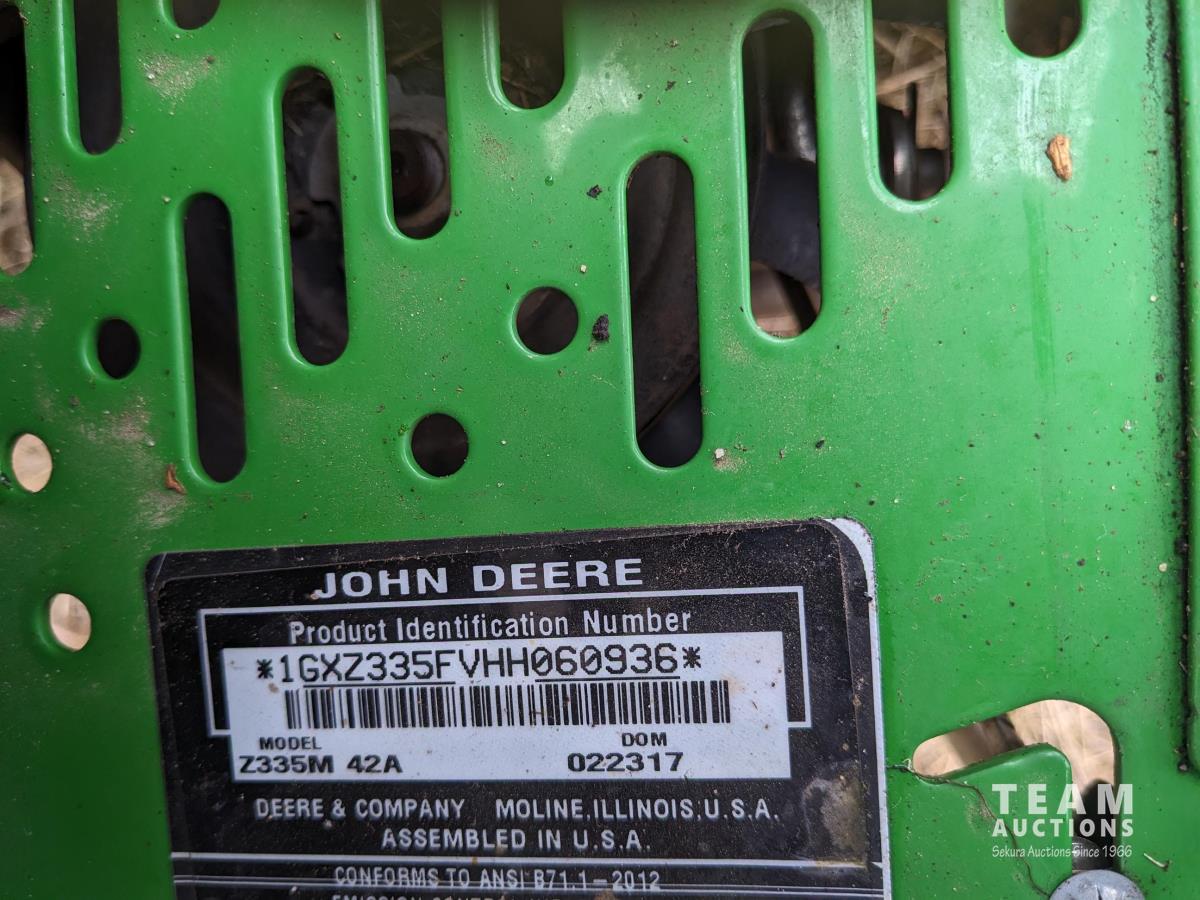 JOHN DEERE
Product Identification Number
*1GXZ335FVHH060936*
MODEL DOM
Z335M 42A 022317
DEERE & COMPANY MOLINE, ILLINOIS, U.S.A.
ASSEMBLED IN U.S.A.
CONFORMS TO ANSI B71.1-2012
TEAM
AUCTIONS
Sekura Auctions Since 1966